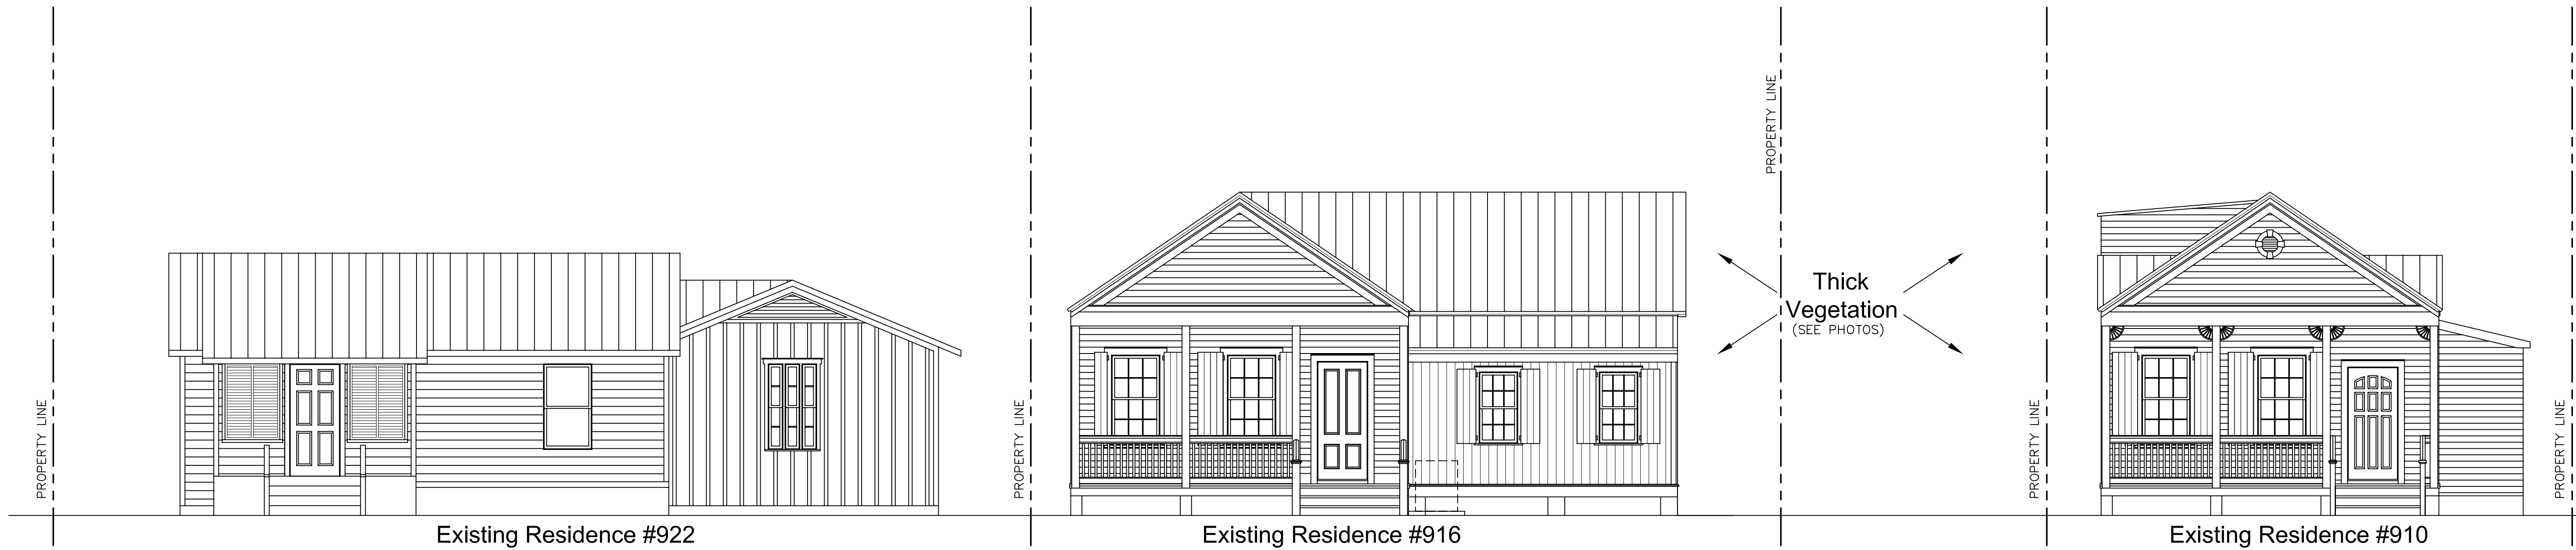 PROPERTY LINE
Existing Residence #922
PROPERTY LINE
Existing Residence #916
PROPERTY LINE
Thick
Vegetation
(SEE PHOTOS)
PROPERTY LINE
Existing Residence #910
PROPERTY LINE